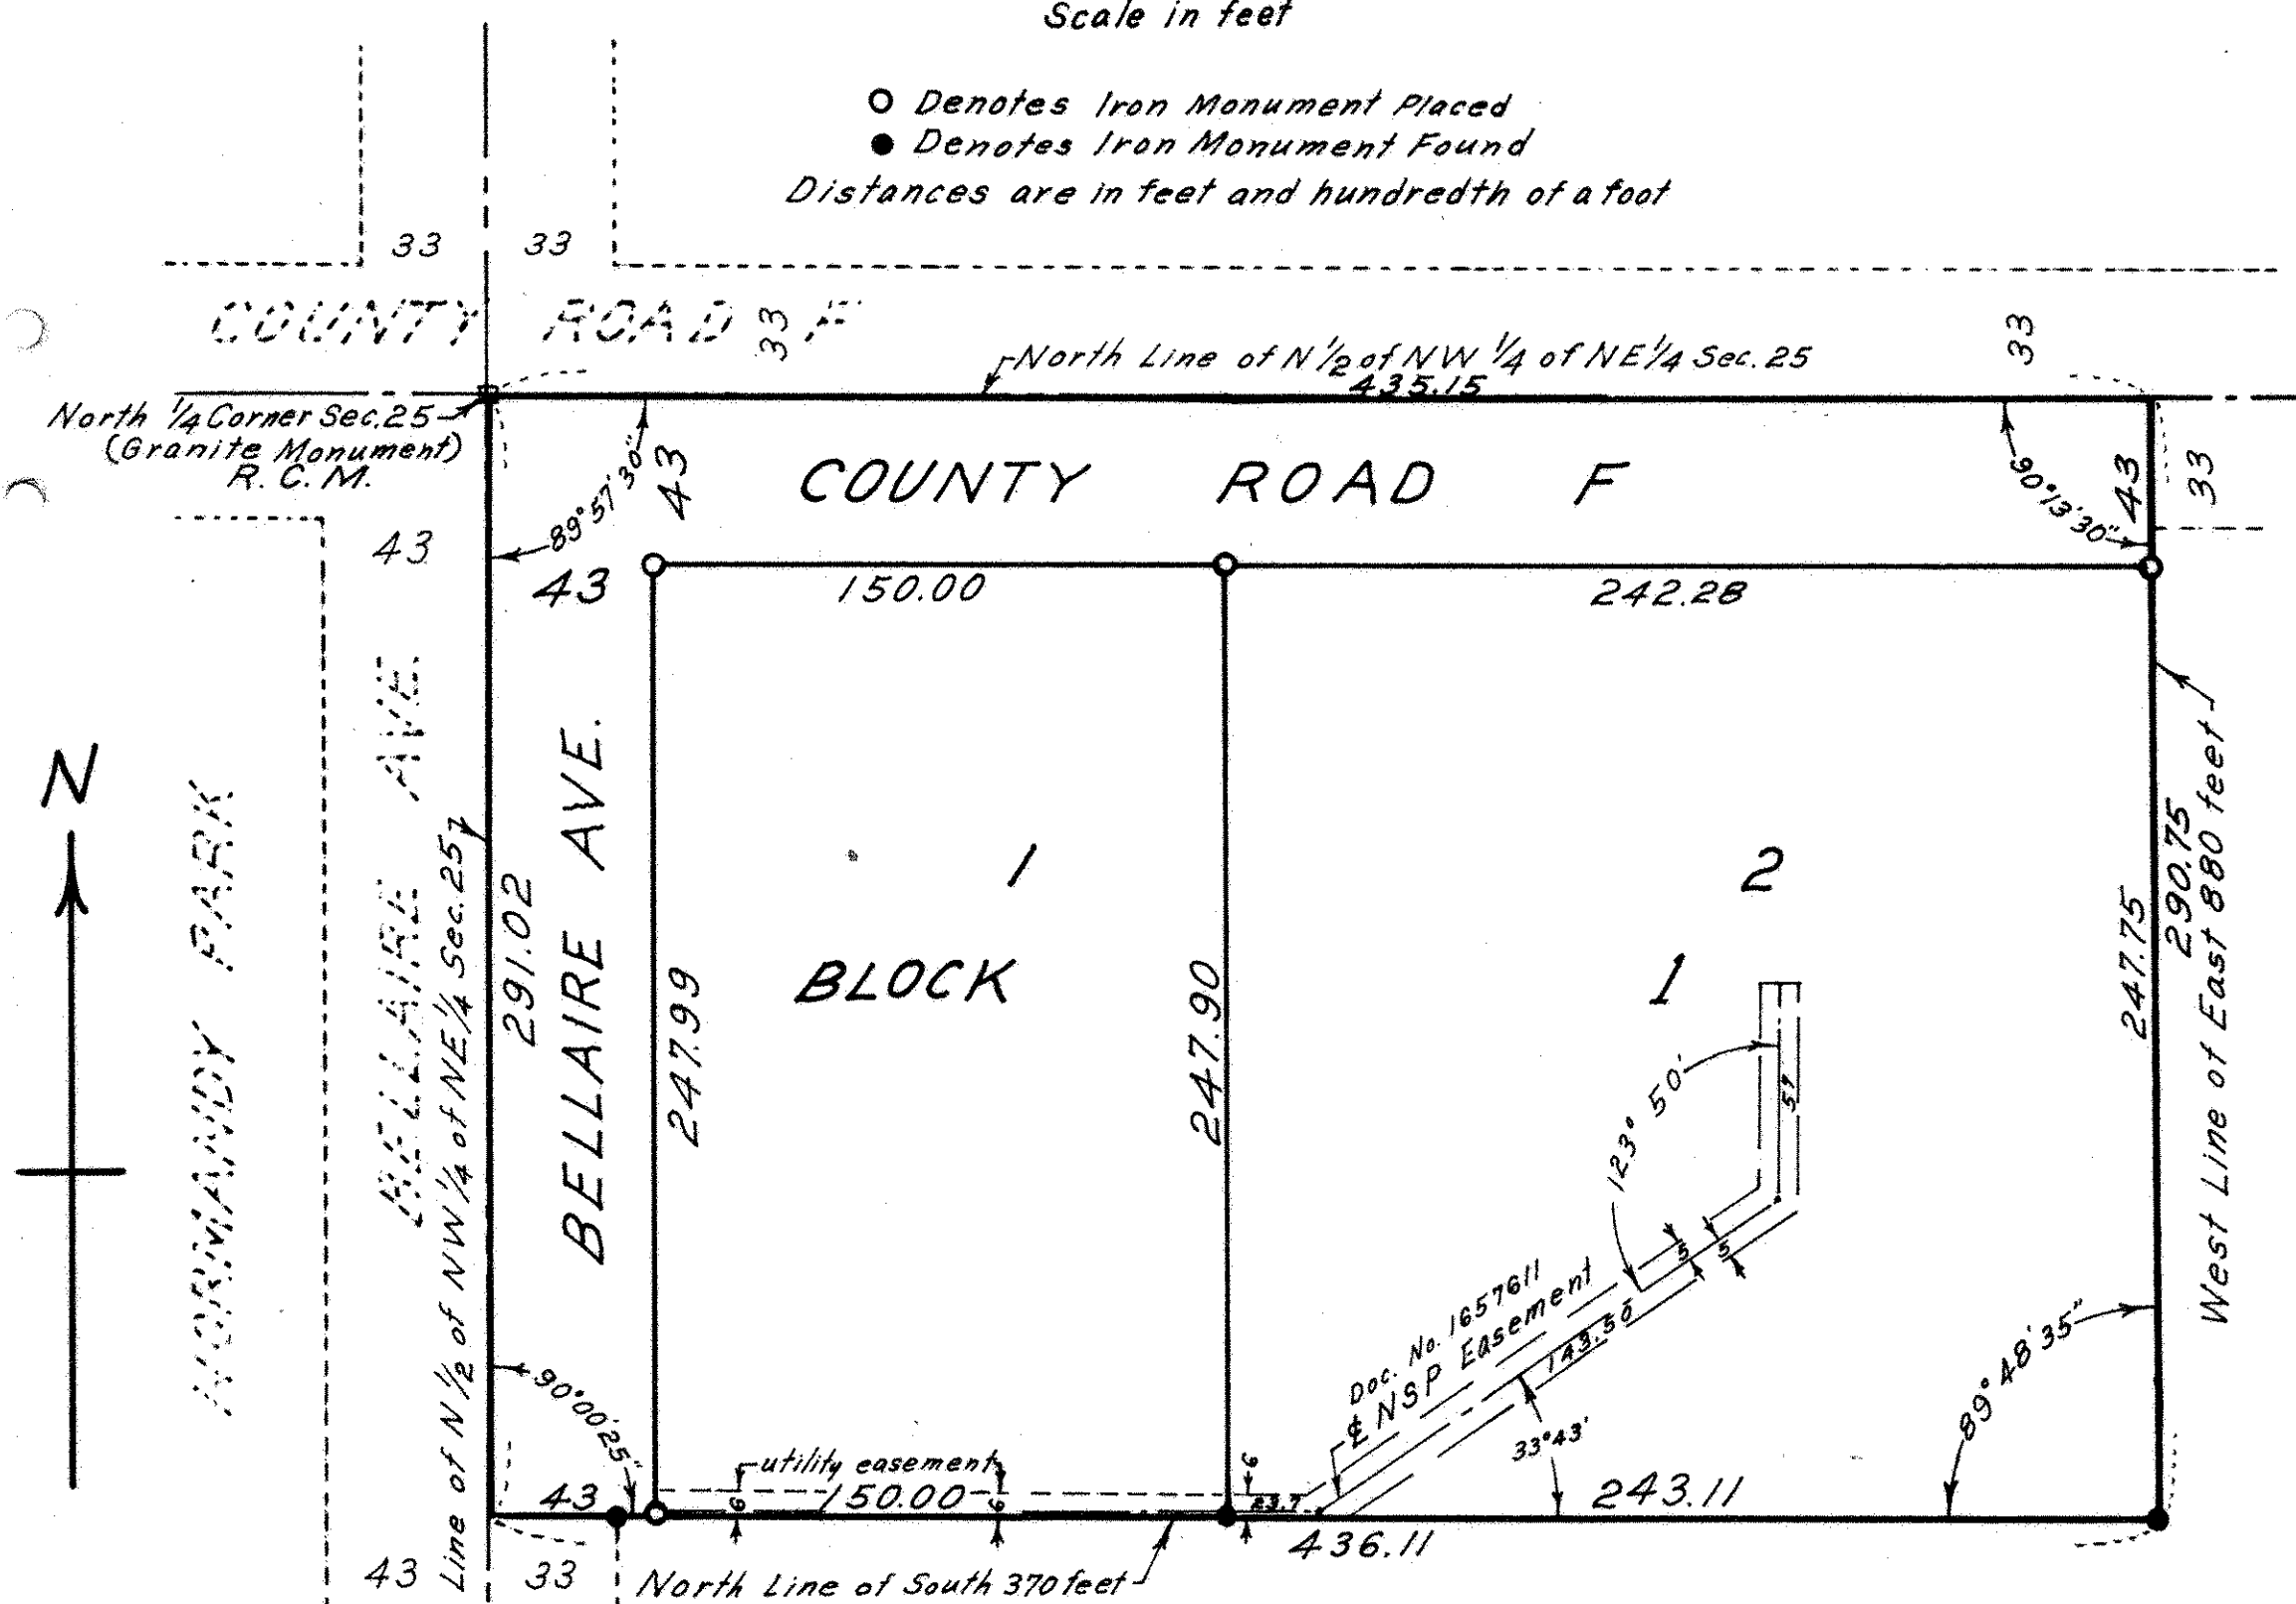 Scale in feet
Denotes Iron Monument Placed
Denotes Iron Monument Found
Distances are in feet and hundredth of a foot
33
33
COUNTY ROAD F
33
33
North Line of N 1/2 of NW 1/4 of NE 1/4 Sec. 25
435.15
North 1/4 Corner Sec. 25
(Granite Monument)
R. C. M.
89°57'30"
43
COUNTY ROAD F
90°13'30"
43
33
43
43
150.00
242.28
N
NORMANDY PARK
BELLAIRE AVE.
West Line of N 1/2 of NW 1/4 of NE 1/4 Sec. 25
291.02
BELLAIRE AVE.
247.99
1
BLOCK
247.90
2
1
247.75
290.75
West Line of East 880 feet
123° 50'
57
5
5
Doc. No. 1657611
℄ NSP Easement
143.50
33°43'
89°48'35"
90°00'25"
utility easement
6
6
6
43
150.00
23.7
243.11
436.11
43
33
North Line of South 370 feet